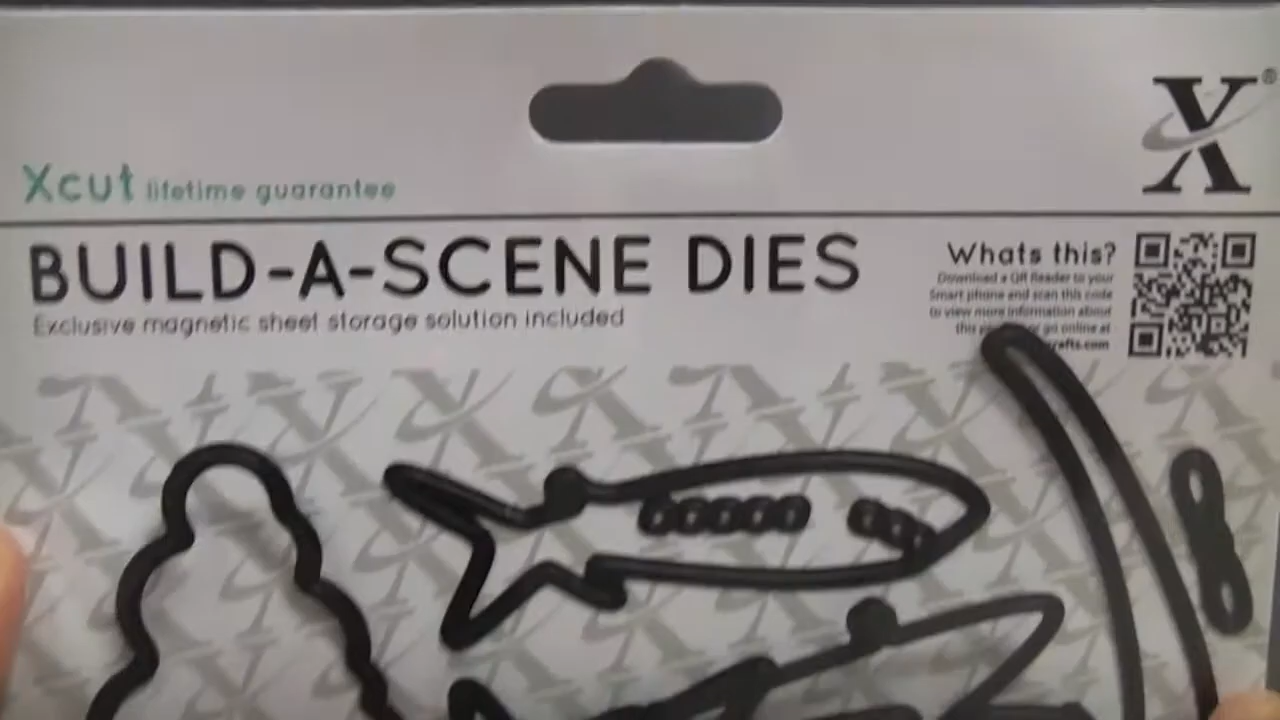 X®
Xcut lifetime guarantee
BUILD-A-SCENE DIES
Exclusive magnetic sheet storage solution included
Whats this?
Download a QR Reader to your
Smart phone and scan this code
to view more information about
this or go online at
crafts.com